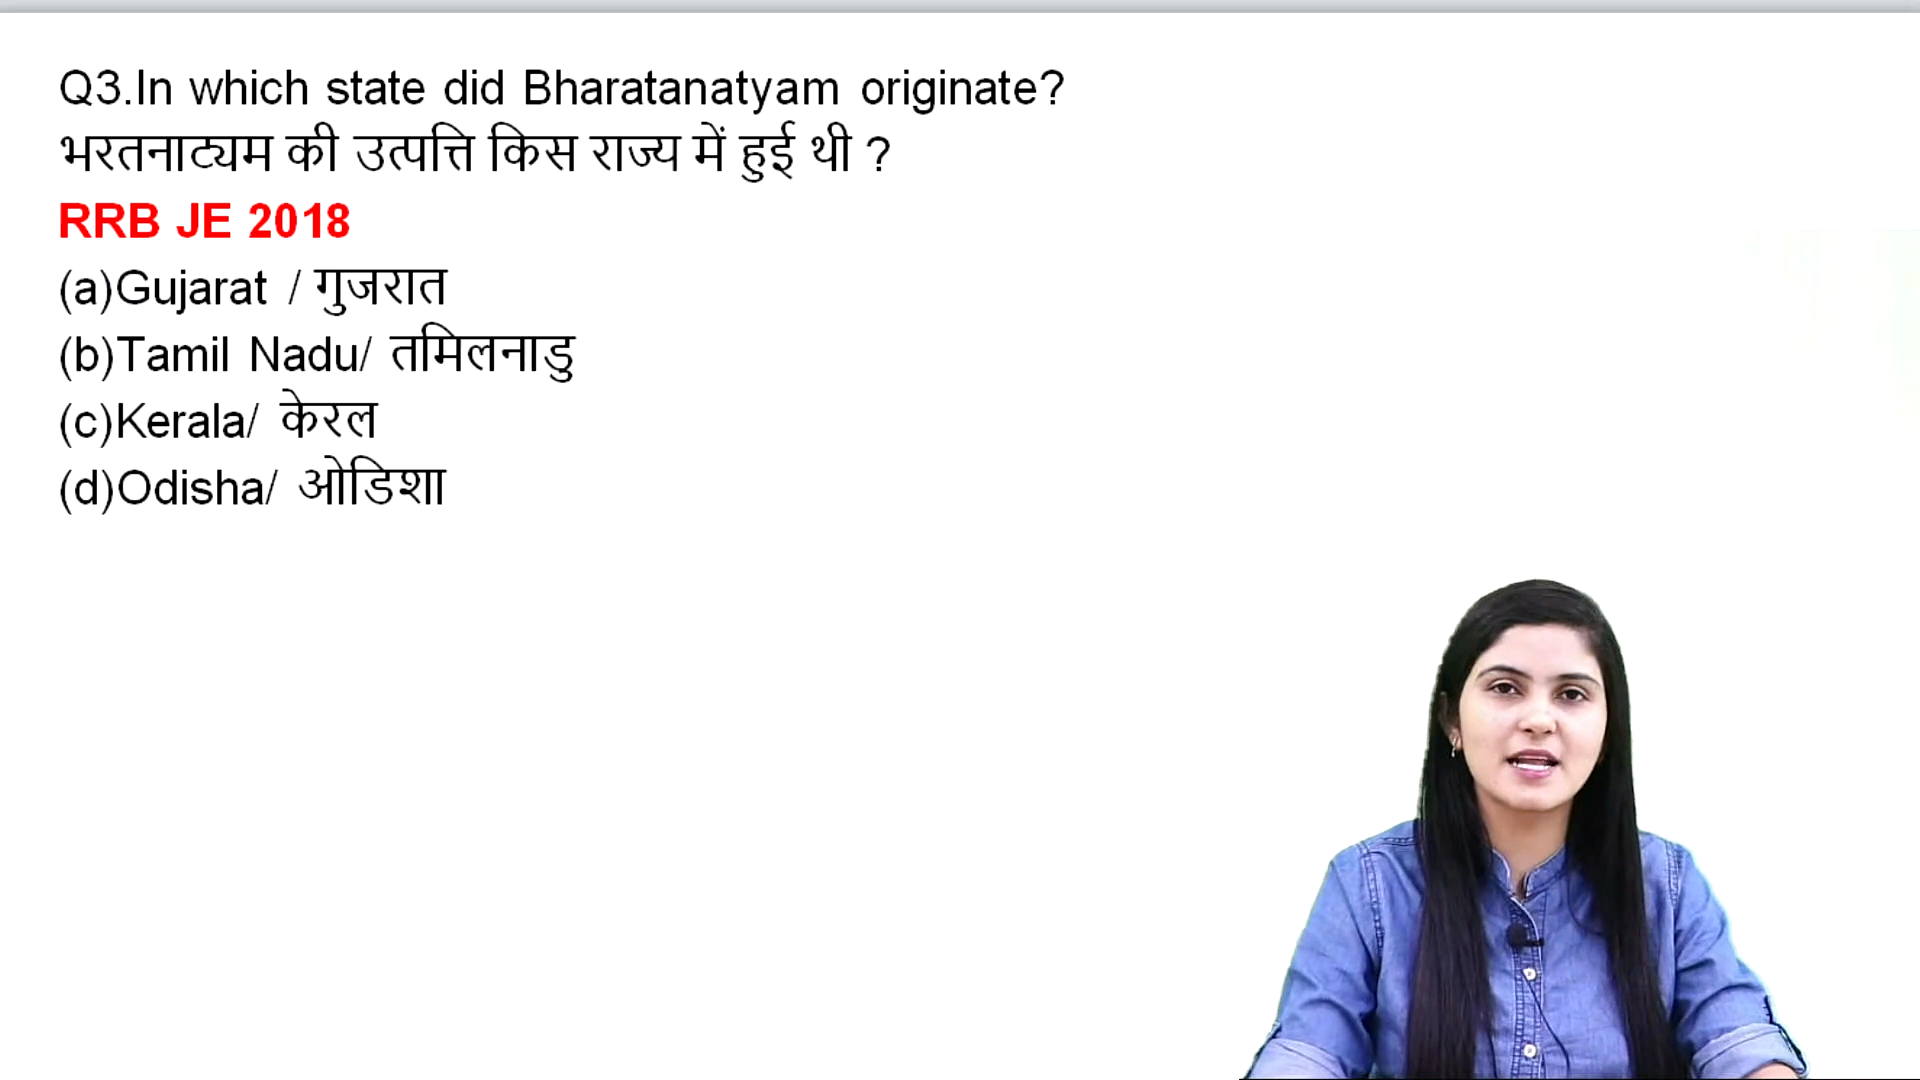 Q3.In which state did Bharatanatyam originate?
भरतनाट्यम की उत्पत्ति किस राज्य में हुई थी ?
RRB JE 2018
(a)Gujarat / गुजरात
(b)Tamil Nadu/ तमिलनाडु
(c)Kerala/ केरल
(d)Odisha/ ओडिशा